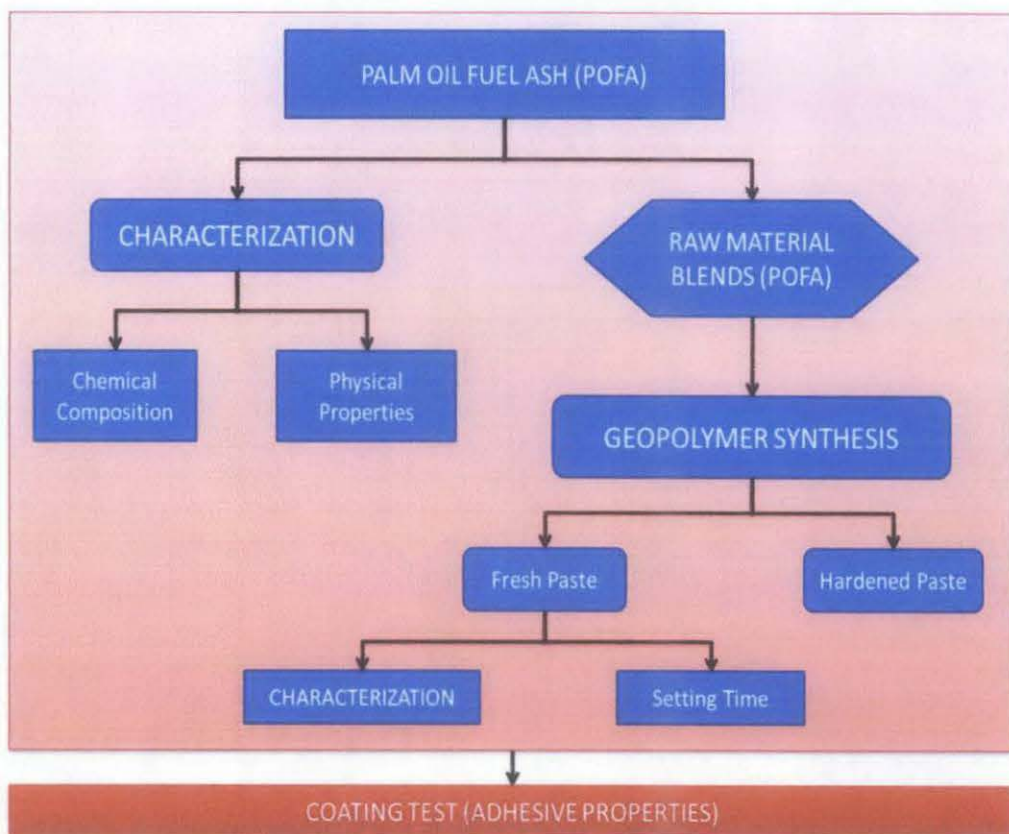 PALM OIL FUEL ASH (POFA)
CHARACTERIZATION
RAW MATERIAL
BLENDS (POFA)
Chemical
Composition
Physical
Properties
GEOPOLYMER SYNTHESIS
Fresh Paste
Hardened Paste
CHARACTERIZATION
Setting Time
COATING TEST (ADHESIVE PROPERTIES)